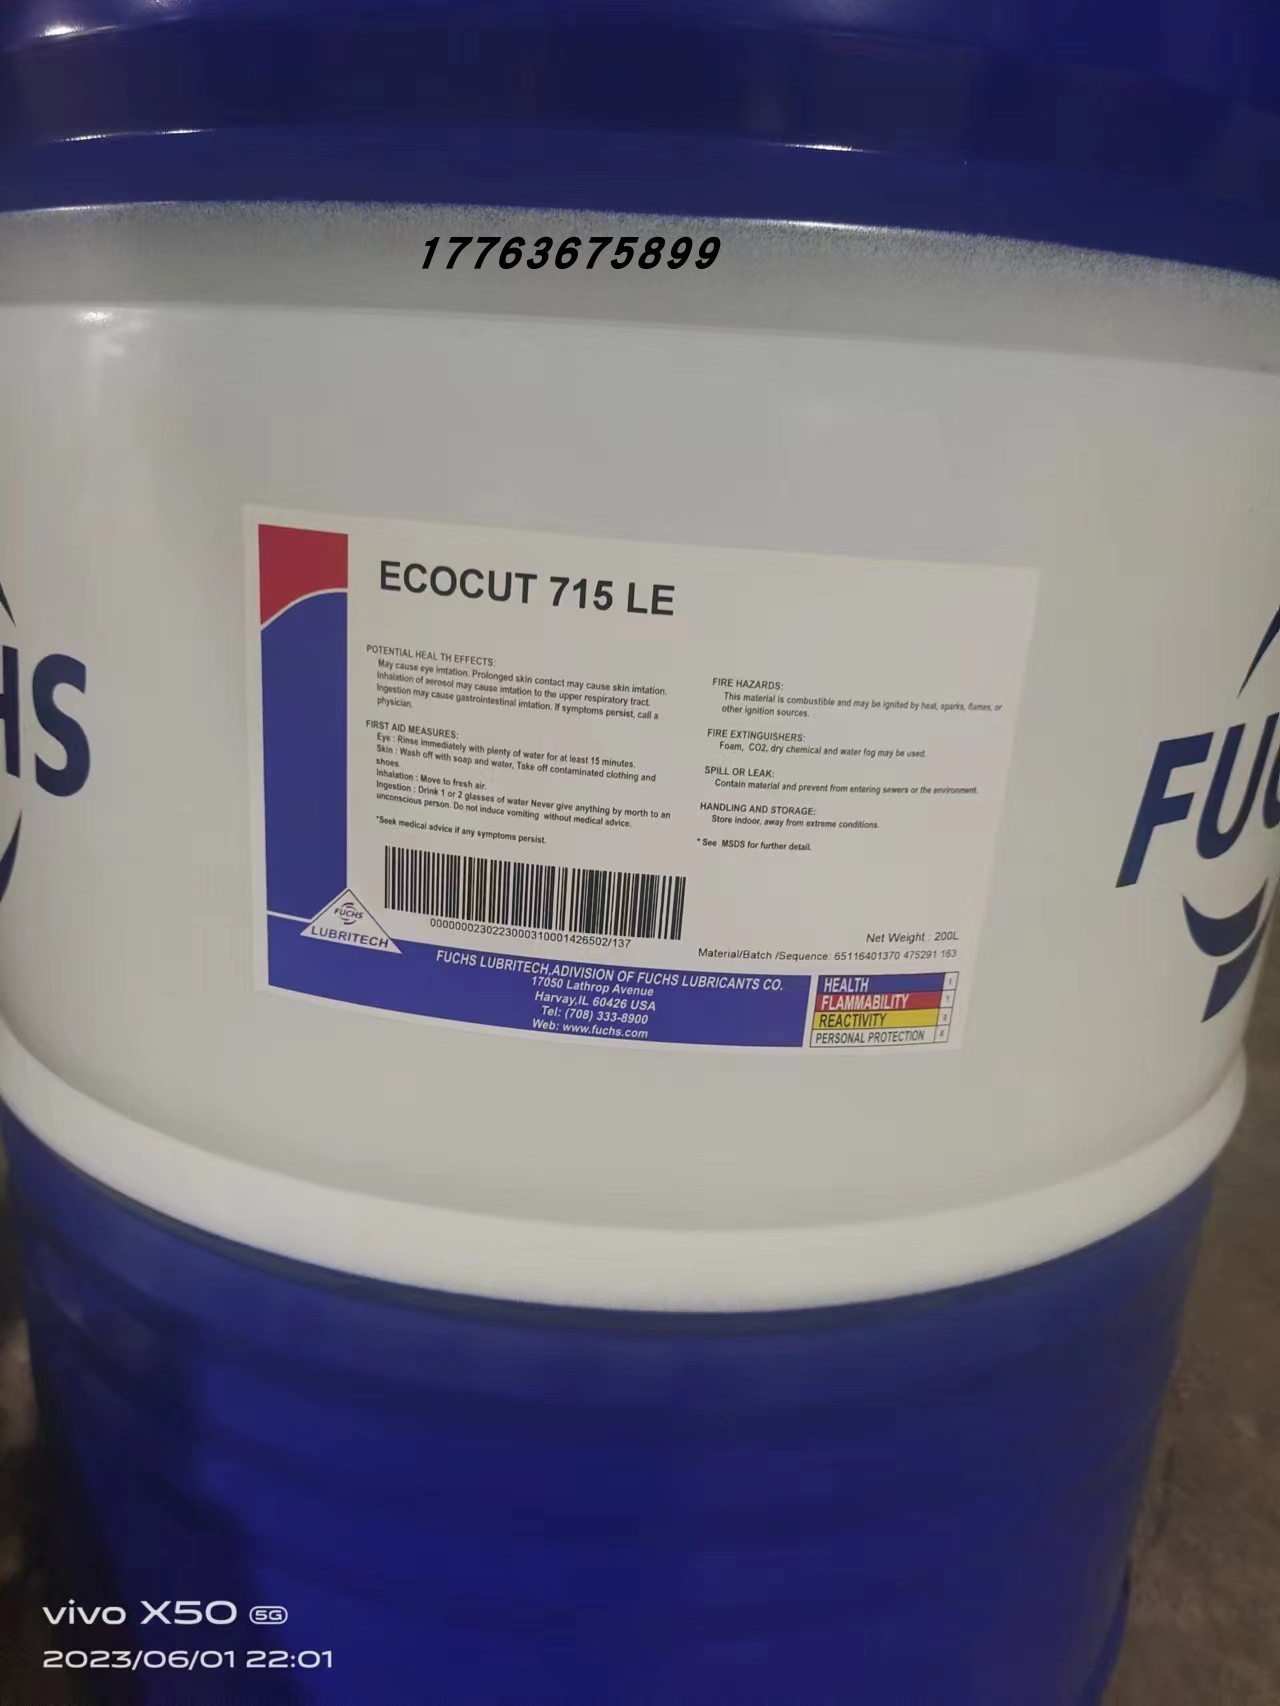 17763675899
ECOCUT 715 LE
POTENTIAL HEAL TH EFFECTS:
May cause eye imtation. Prolonged skin contact may cause skin imtation.
Inhalation of aerosol may cause imtation to the upper respiratory tract.
Ingestion may cause gastrointestinal imtation. If symptoms persist, call a
physician.
FIRST AID MEASURES:
Eye : Rinse immediately with plenty of water for at least 15 minutes.
Skin : Wash off with soap and water, Take off contaminated clothing and
shoes.
Inhalation : Move to fresh air.
Ingestion : Drink 1 or 2 glasses of water Never give anything by morth to an
unconscious person. Do not induce vomiting without medical advice.
*Seek medical advice if any symptoms persist.
FIRE HAZARDS:
This material is combustible and may be ignited by heat, sparks, flames, or
other ignition sources.
FIRE EXTINGUISHERS:
Foam, CO2, dry chemical and water fog may be used.
SPILL OR LEAK:
Contain material and prevent from entering sewers or the environment.
HANDLING AND STORAGE:
Store indoor, away from extreme conditions.
* See MSDS for further detail.
0000000230223000310001426502/137
Net Weight : 200L
Material/Batch /Sequence: 65116401370 475291 163
FUCHS
LUBRITECH
FUCHS LUBRITECH,ADIVISION OF FUCHS LUBRICANTS CO.
17050 Lathrop Avenue
Harvay,IL 60426 USA
Tel: (708) 333-8900
Web: www.fuchs.com
HEALTH 1
FLAMMABILITY 1
REACTIVITY 0
PERSONAL PROTECTION
HS
FUC
vivo X50 5G
2023/06/01 22:01